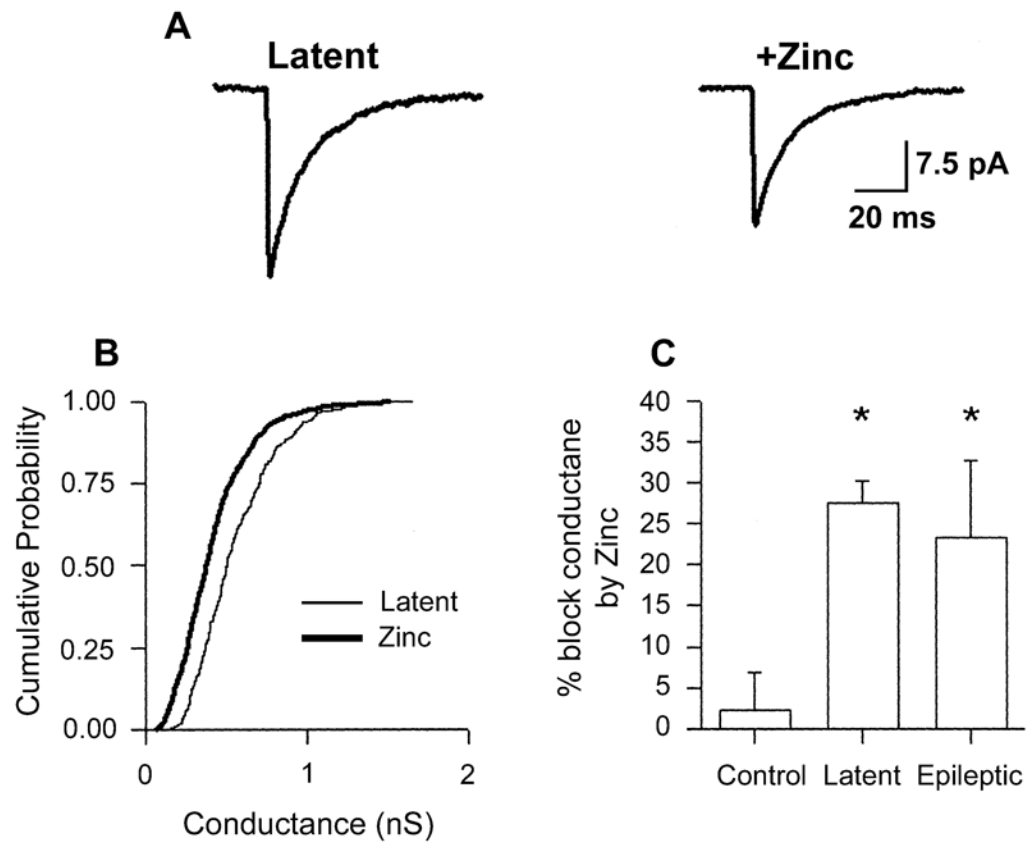 A
Latent
+Zinc
7.5 pA
20 ms
B
Cumulative Probability
1.00
0.75
0.50
0.25
0.00
Latent
Zinc
0
1
2
Conductance (nS)
C
% block conductane
by Zinc
40
35
30
25
20
15
10
5
0
*
*
Control
Latent
Epileptic